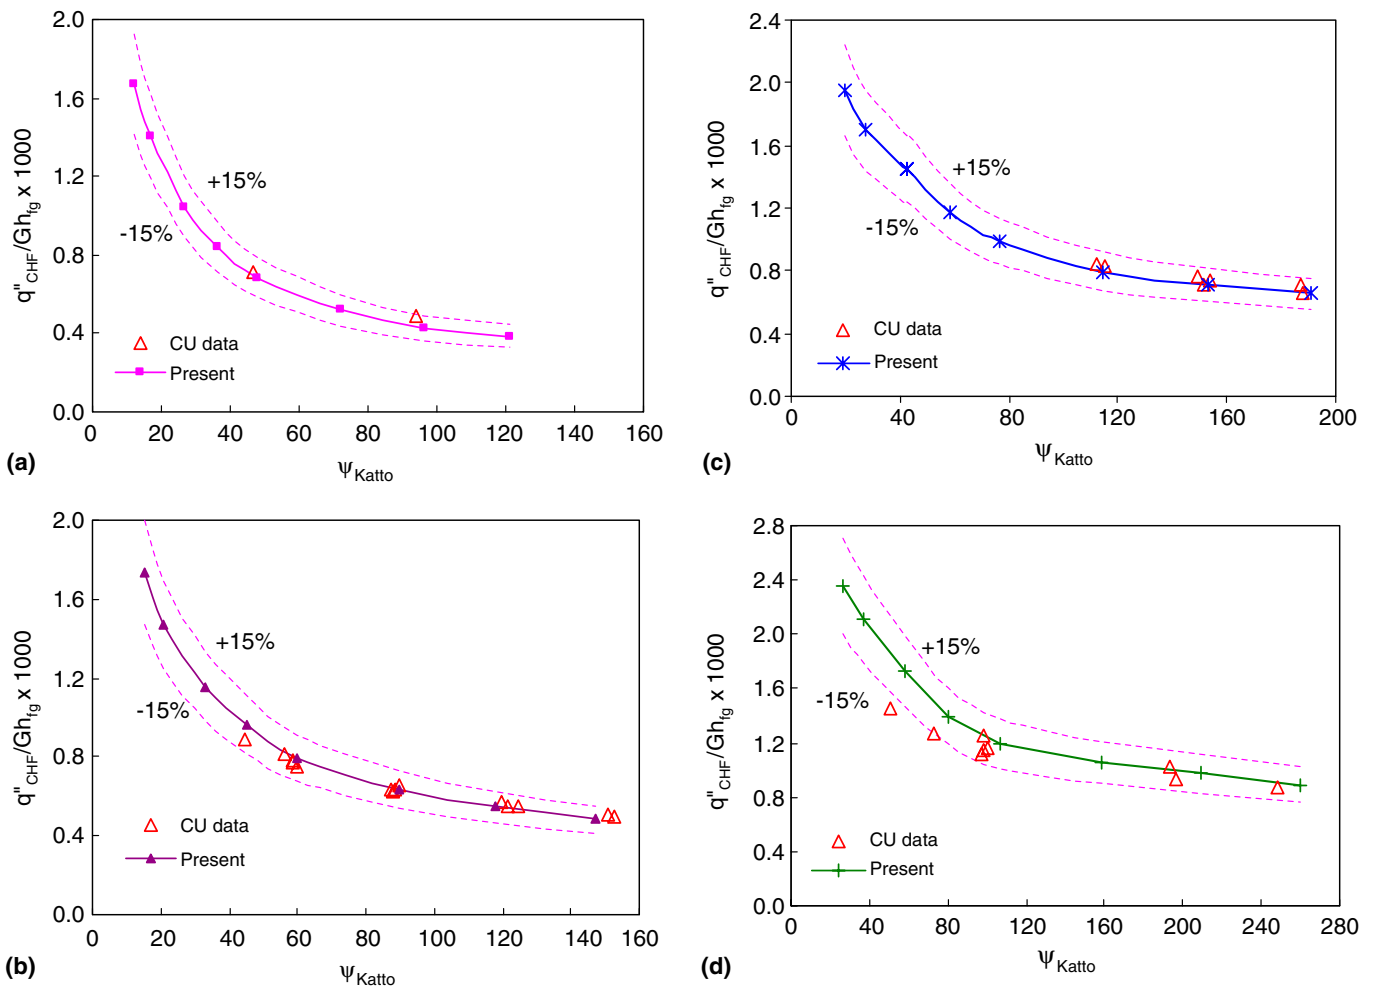 2.0
1.6
1.2
0.8
0.4
0.0
q"CHF/Ghfg x 1000
+15%
-15%
CU data
Present
0 20 40 60 80 100 120 140 160
(a)
ΨKatto
2.4
2.0
1.6
1.2
0.8
0.4
0.0
q"CHF/Ghfg x 1000
+15%
-15%
CU data
Present
0 40 80 120 160 200
(c)
ΨKatto
2.0
1.6
1.2
0.8
0.4
0.0
q"CHF/Ghfg x 1000
+15%
-15%
CU data
Present
0 20 40 60 80 100 120 140 160
(b)
ΨKatto
2.8
2.4
2.0
1.6
1.2
0.8
0.4
0.0
q"CHF/Ghfg x 1000
+15%
-15%
CU data
Present
0 40 80 120 160 200 240 280
(d)
ΨKatto